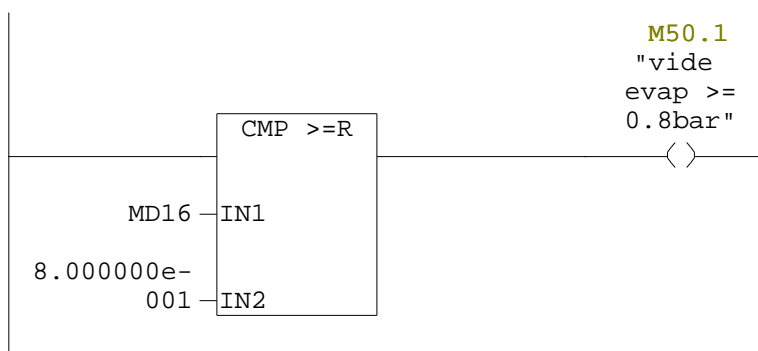 M50.1
"vide
evap >=
0.8bar"
CMP >=R
MD16 IN1
8.000000e-
001 IN2